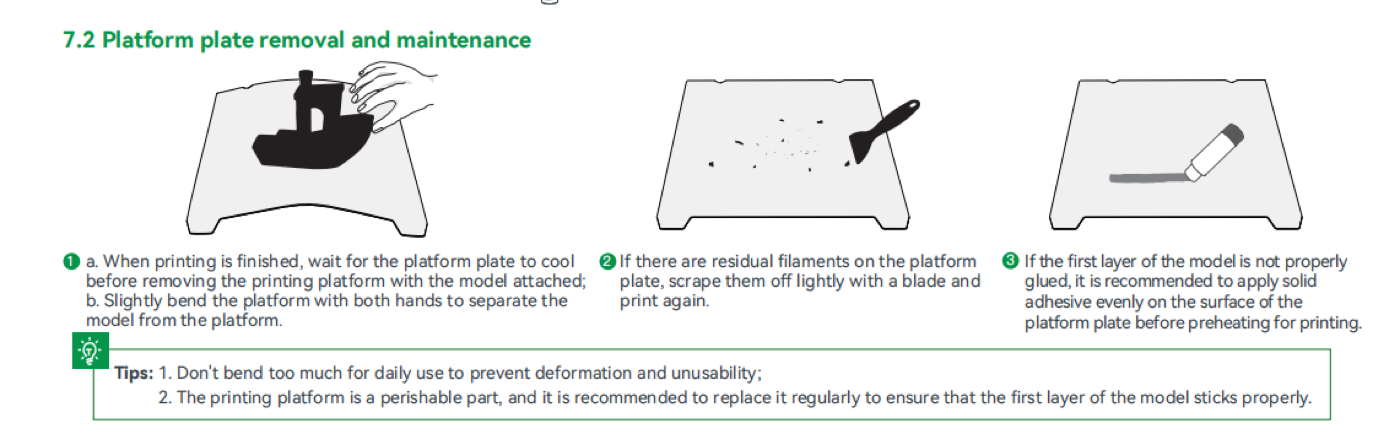 7.2 Platform plate removal and maintenance
1 a. When printing is finished, wait for the platform plate to cool
before removing the printing platform with the model attached;
b. Slightly bend the platform with both hands to separate the
model from the platform.
2 If there are residual filaments on the platform
plate, scrape them off lightly with a blade and
print again.
3 If the first layer of the model is not properly
glued, it is recommended to apply solid
adhesive evenly on the surface of the
platform plate before preheating for printing.
Tips: 1. Don't bend too much for daily use to prevent deformation and unusability;
2. The printing platform is a perishable part, and it is recommended to replace it regularly to ensure that the first layer of the model sticks properly.